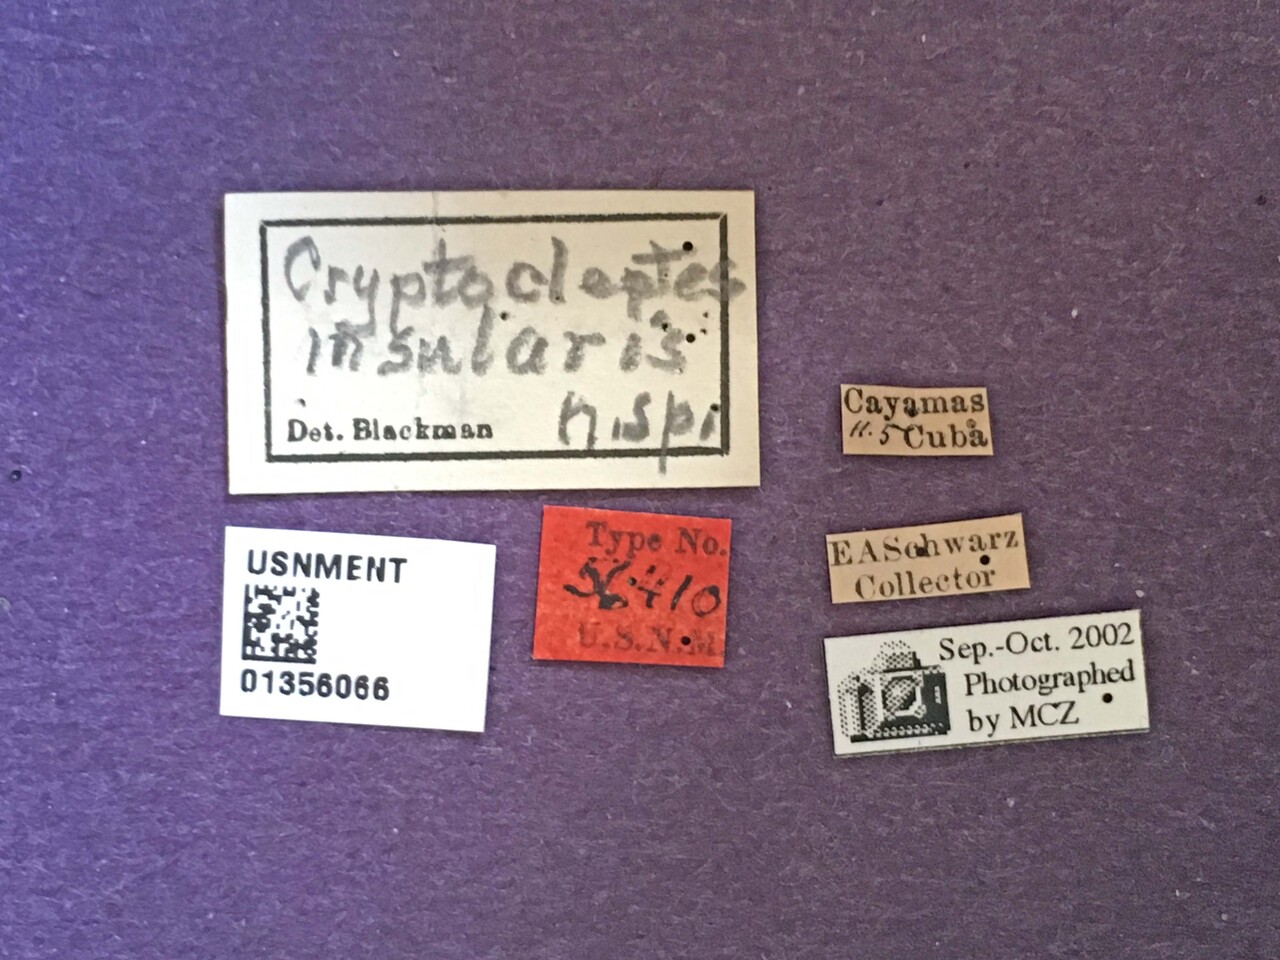 Cryptocleptes
insularis
n.sp.
Det. Blackman
Cayamas
11.5 Cuba
USNMENT
01356066
Type No.
56410
U.S.N.M.
EASchwarz
Collector
Sep.-Oct. 2002
Photographed
by MCZ